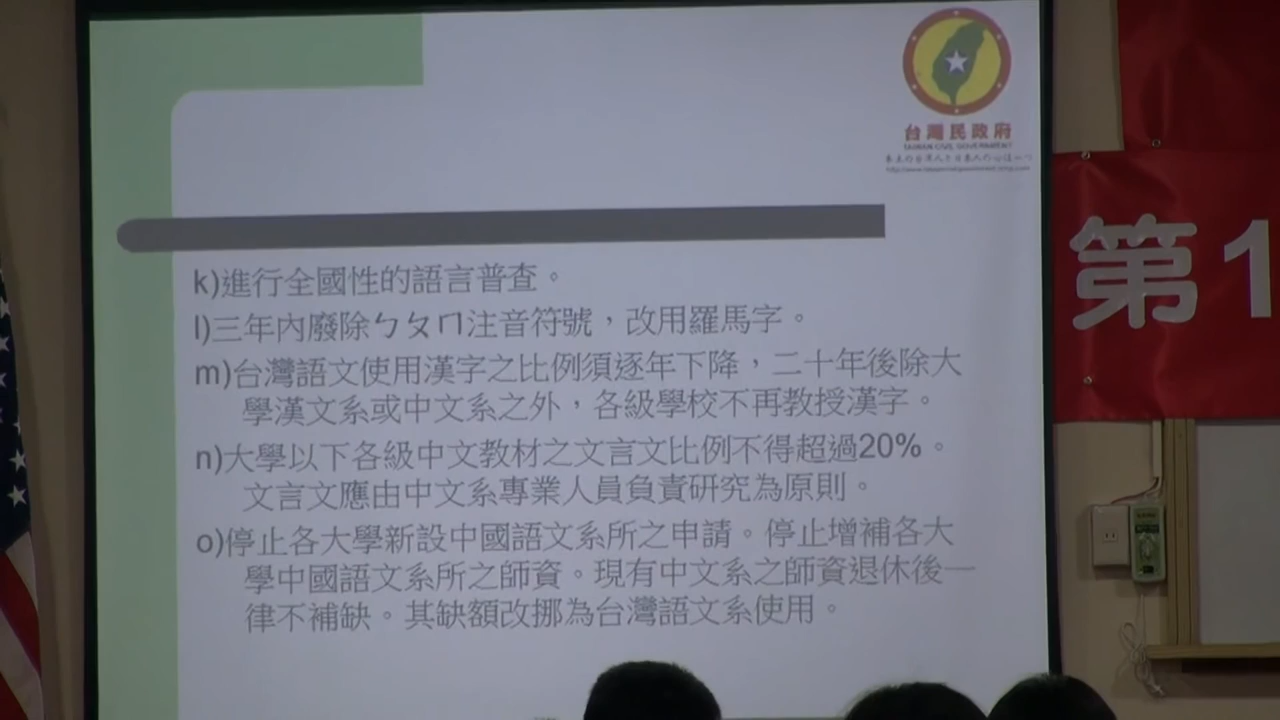 台灣民政府
TAIWAN CIVIL GOVERNMENT
k)進行全國性的語言普查。
l)三年內廢除ㄅㄆㄇ注音符號，改用羅馬字。
m)台灣語文使用漢字之比例須逐年下降，二十年後除大
學漢文系或中文系之外，各級學校不再教授漢字。
n)大學以下各級中文教材之文言文比例不得超過20%。
文言文應由中文系專業人員負責研究為原則。
o)停止各大學新設中國語文系所之申請。停止增補各大
學中國語文系所之師資。現有中文系之師資退休後一
律不補缺。其缺額改挪為台灣語文系使用。
第1